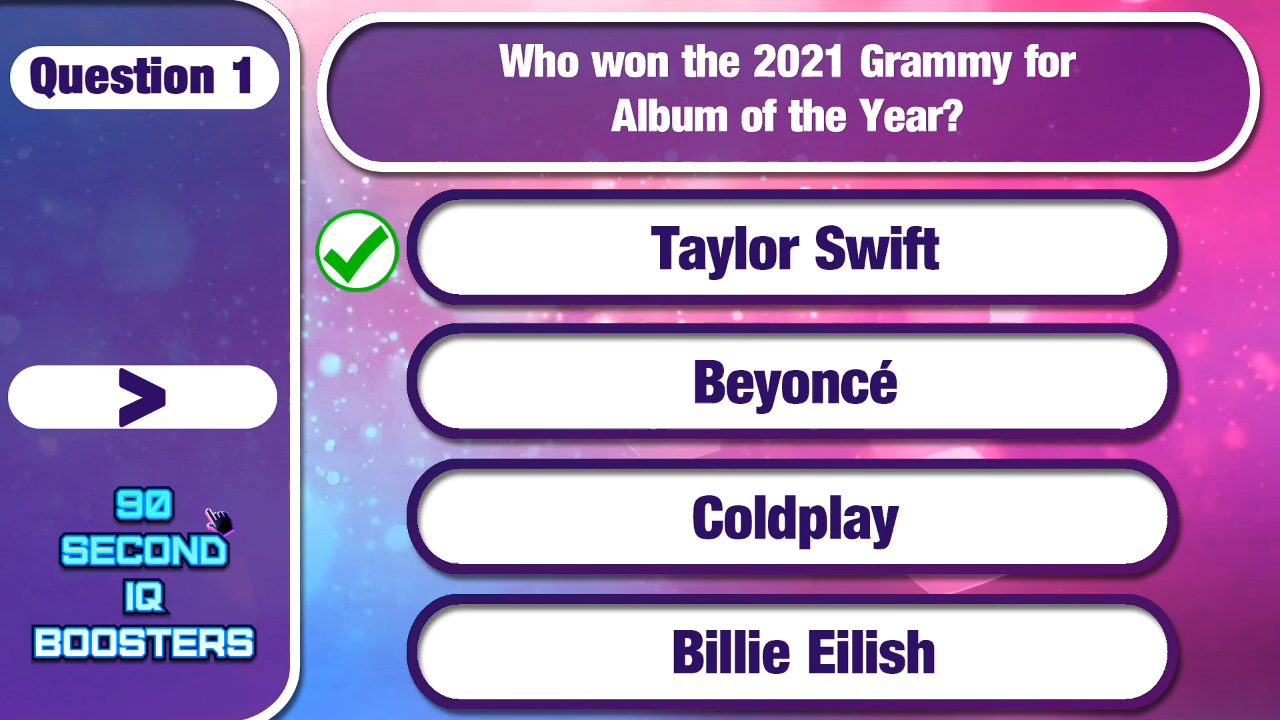 Question 1
Who won the 2021 Grammy for
Album of the Year?
Taylor Swift
Beyoncé
Coldplay
Billie Eilish
>
90
SECOND
IQ
BOOSTERS